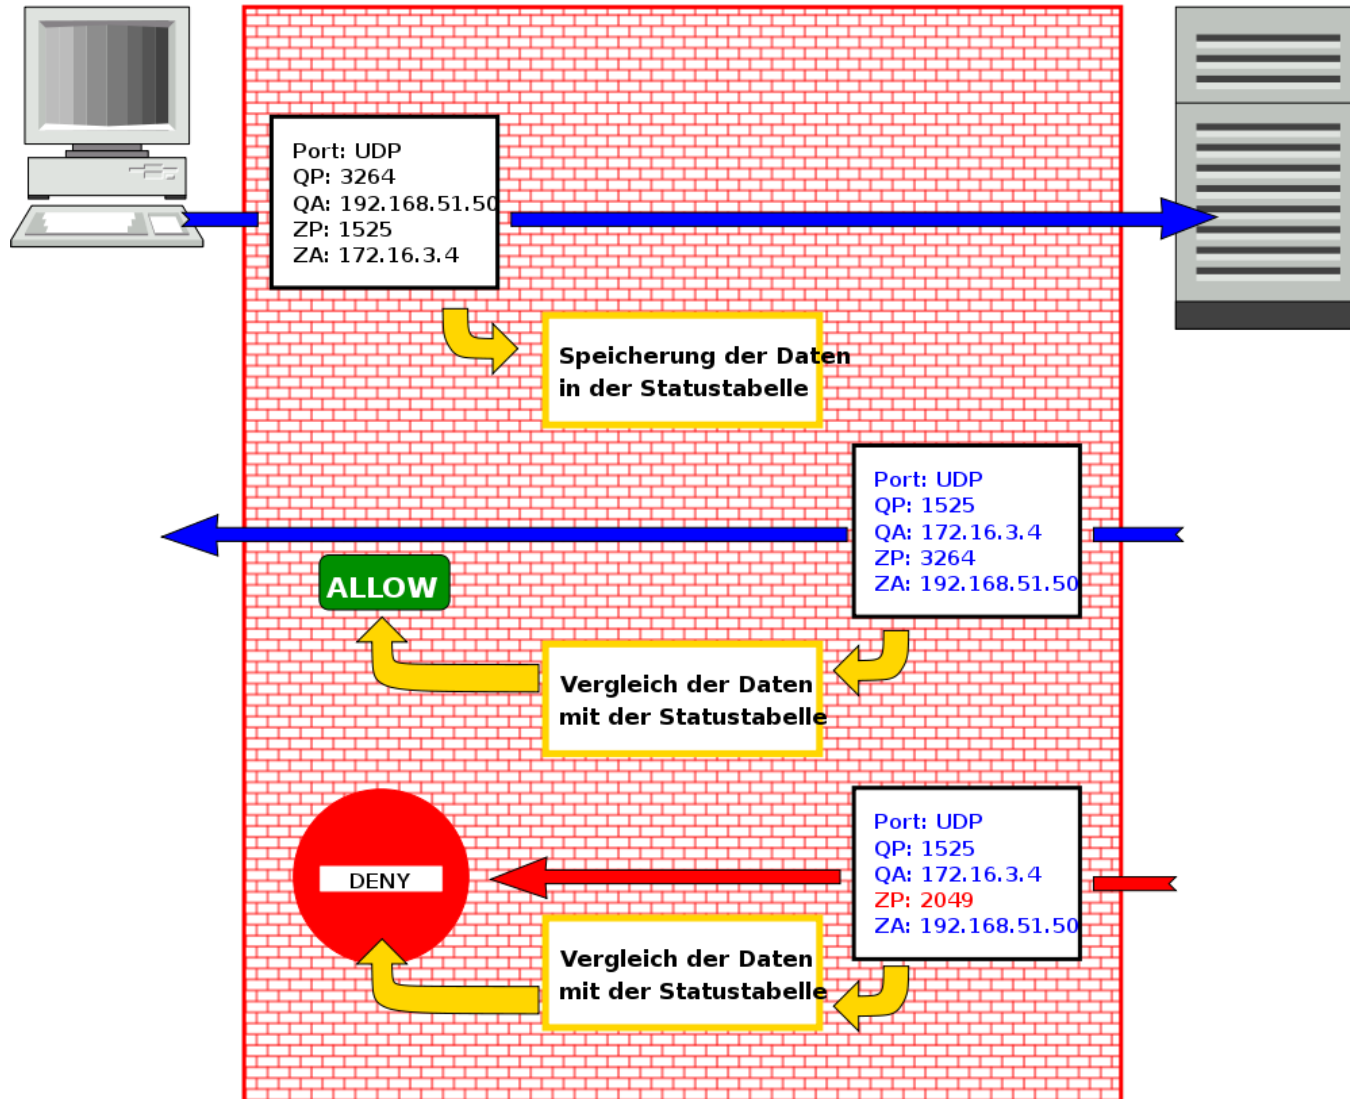 Port: UDP
QP: 3264
QA: 192.168.51.50
ZP: 1525
ZA: 172.16.3.4
Speicherung der Daten
in der Statustabelle
Port: UDP
QP: 1525
QA: 172.16.3.4
ZP: 3264
ZA: 192.168.51.50
ALLOW
Vergleich der Daten
mit der Statustabelle
Port: UDP
QP: 1525
QA: 172.16.3.4
ZP: 2049
ZA: 192.168.51.50
DENY
Vergleich der Daten
mit der Statustabelle